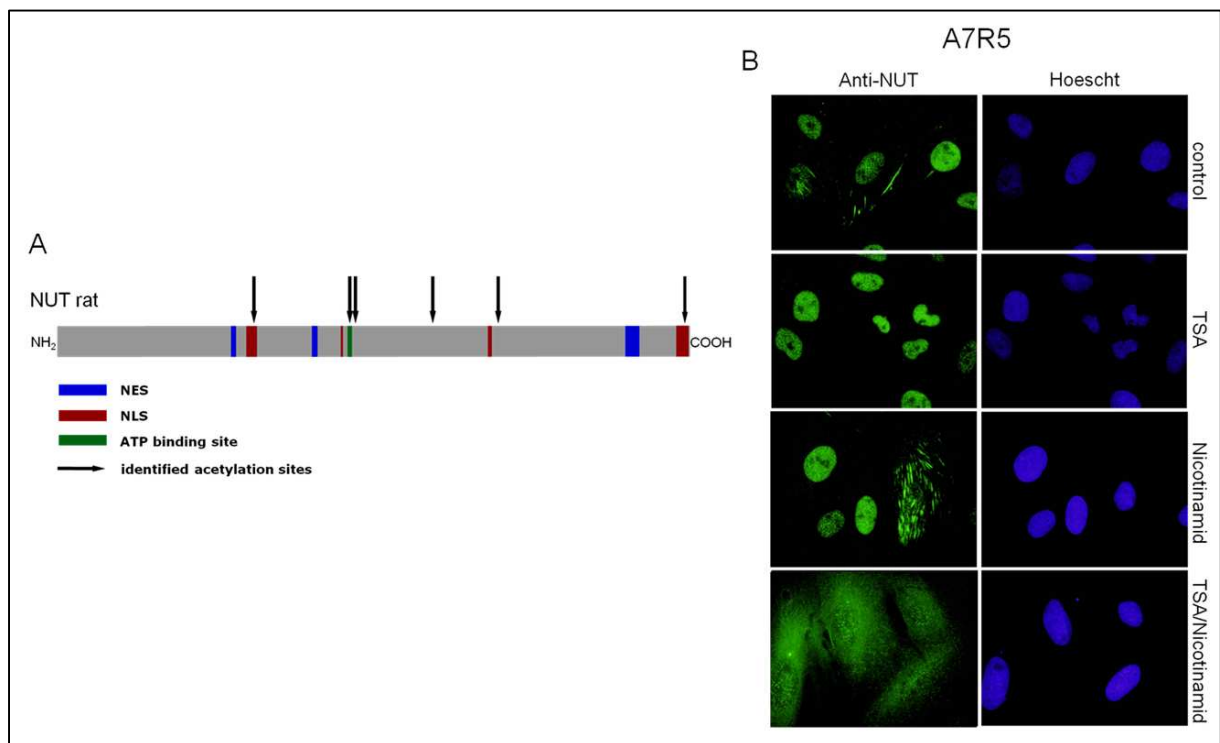 A
NUT rat
NH2
COOH
NES
NLS
ATP binding site
identified acetylation sites
A7R5
B
Anti-NUT
Hoescht
control
TSA
Nicotinamid
TSA/Nicotinamid